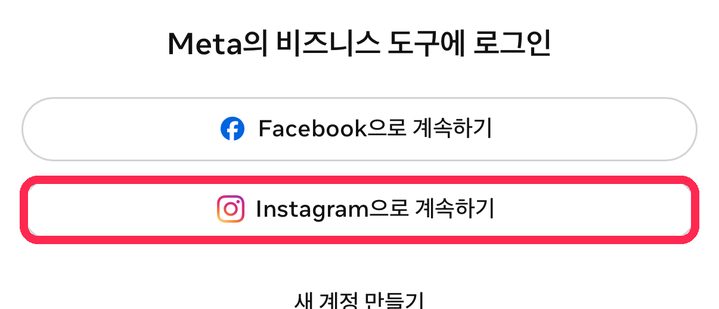 Meta의 비즈니스 도구에 로그인
Facebook으로 계속하기
Instagram으로 계속하기
새 계정 만들기